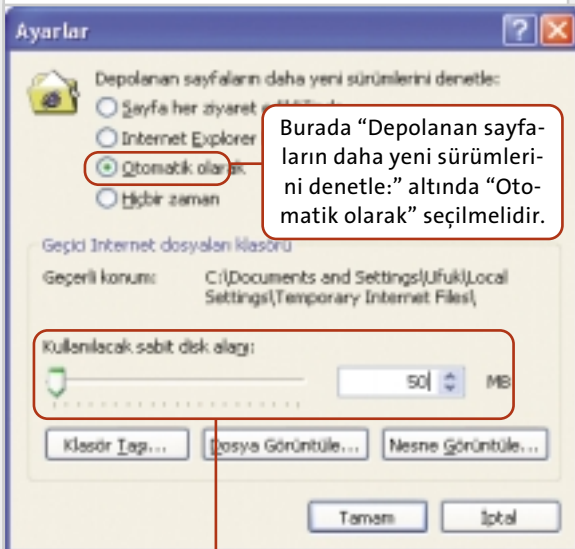 Ayarlar
Depolanan sayfaların daha yeni sürümlerini denetle:
Sayfa her ziyaret
Internet Explorer
Otomatik olarak
Hiçbir zaman
Burada “Depolanan sayfa-
ların daha yeni sürümleri-
ni denetle:” altında “Oto-
matik olarak” seçilmelidir.
Geçici Internet dosyaları klasörü
Geçerli konum: C:\Documents and Settings\Ufuk\Local
Settings\Temporary Internet Files\
Kullanılacak sabit disk alanı:
50 MB
Klasör Taşı... Dosya Görüntüle... Nesne Görüntüle...
Tamam İptal